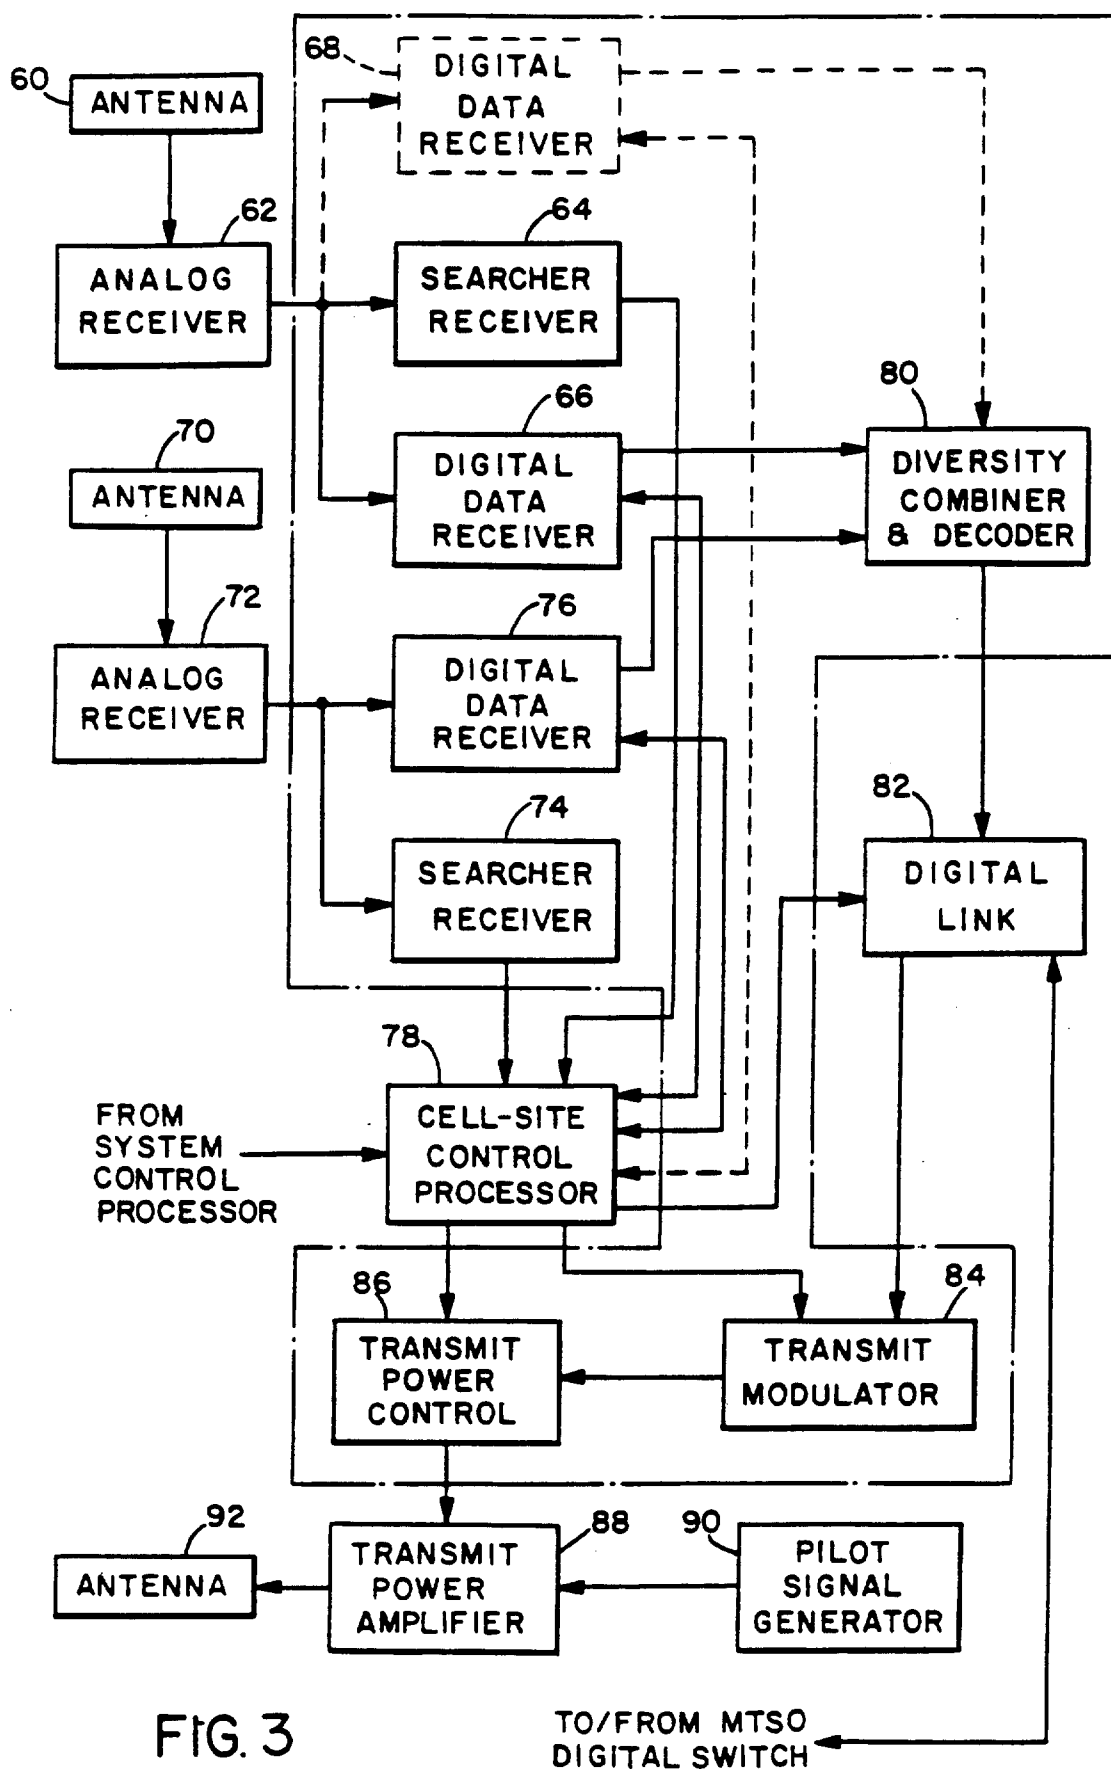 68
DIGITAL
DATA
RECEIVER
60
ANTENNA
62
ANALOG
RECEIVER
64
SEARCHER
RECEIVER
66
DIGITAL
DATA
RECEIVER
80
DIVERSITY
COMBINER
& DECODER
70
ANTENNA
72
ANALOG
RECEIVER
76
DIGITAL
DATA
RECEIVER
74
SEARCHER
RECEIVER
82
DIGITAL
LINK
78
CELL-SITE
CONTROL
PROCESSOR
FROM
SYSTEM
CONTROL
PROCESSOR
86
TRANSMIT
POWER
CONTROL
84
TRANSMIT
MODULATOR
92
ANTENNA
88
TRANSMIT
POWER
AMPLIFIER
90
PILOT
SIGNAL
GENERATOR
FIG. 3
TO/FROM MTSO
DIGITAL SWITCH